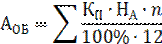 А_ОБ = ∑ (К_П · Н_А * n) / (100% · 12)